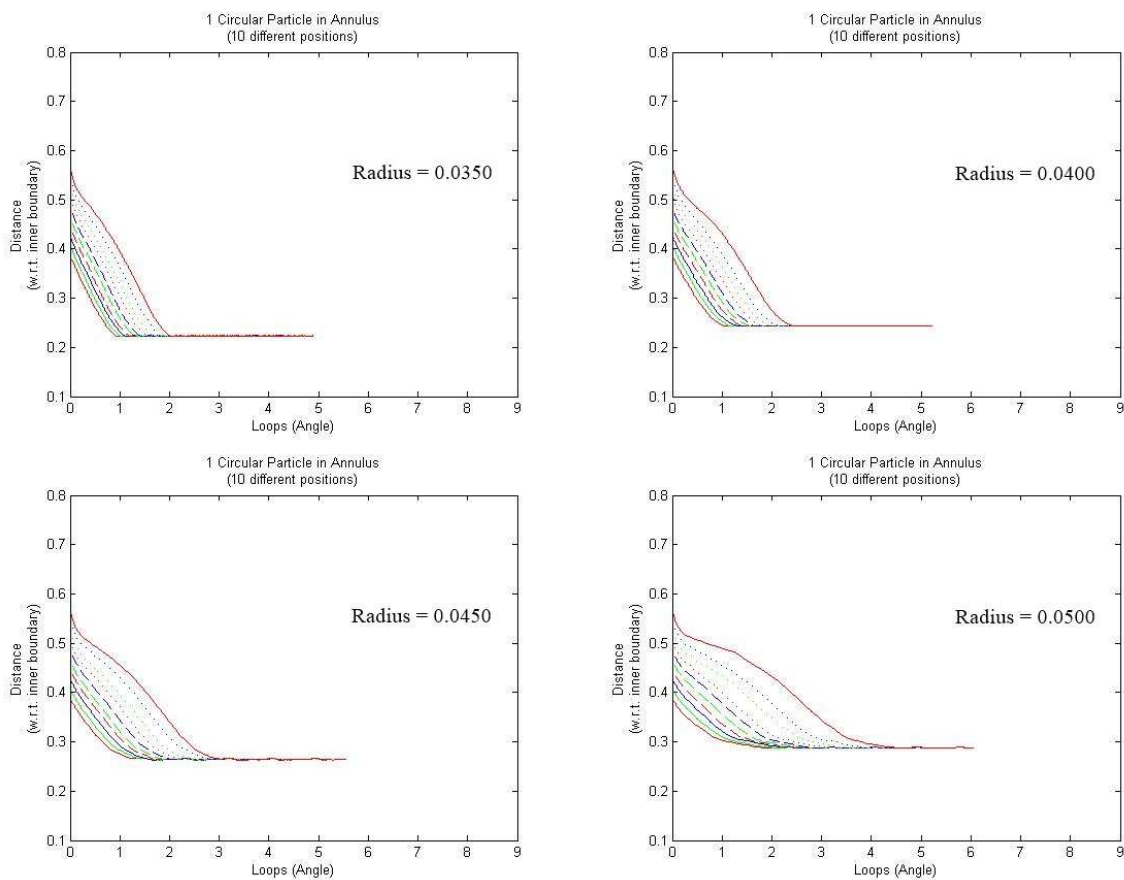 1 Circular Particle in Annulus
(10 different positions)
0.8
0.7
0.6
0.5
0.4
0.3
0.2
0.1
Distance
(w.r.t. inner boundary)
Radius = 0.0350
0 1 2 3 4 5 6 7 8 9
Loops (Angle)
1 Circular Particle in Annulus
(10 different positions)
0.8
0.7
0.6
0.5
0.4
0.3
0.2
0.1
Distance
(w.r.t. inner boundary)
Radius = 0.0400
0 1 2 3 4 5 6 7 8 9
Loops (Angle)
1 Circular Particle in Annulus
(10 different positions)
0.8
0.7
0.6
0.5
0.4
0.3
0.2
0.1
Distance
(w.r.t. inner boundary)
Radius = 0.0450
0 1 2 3 4 5 6 7 8 9
Loops (Angle)
1 Circular Particle in Annulus
(10 different positions)
0.8
0.7
0.6
0.5
0.4
0.3
0.2
0.1
Distance
(w.r.t. inner boundary)
Radius = 0.0500
0 1 2 3 4 5 6 7 8 9
Loops (Angle)